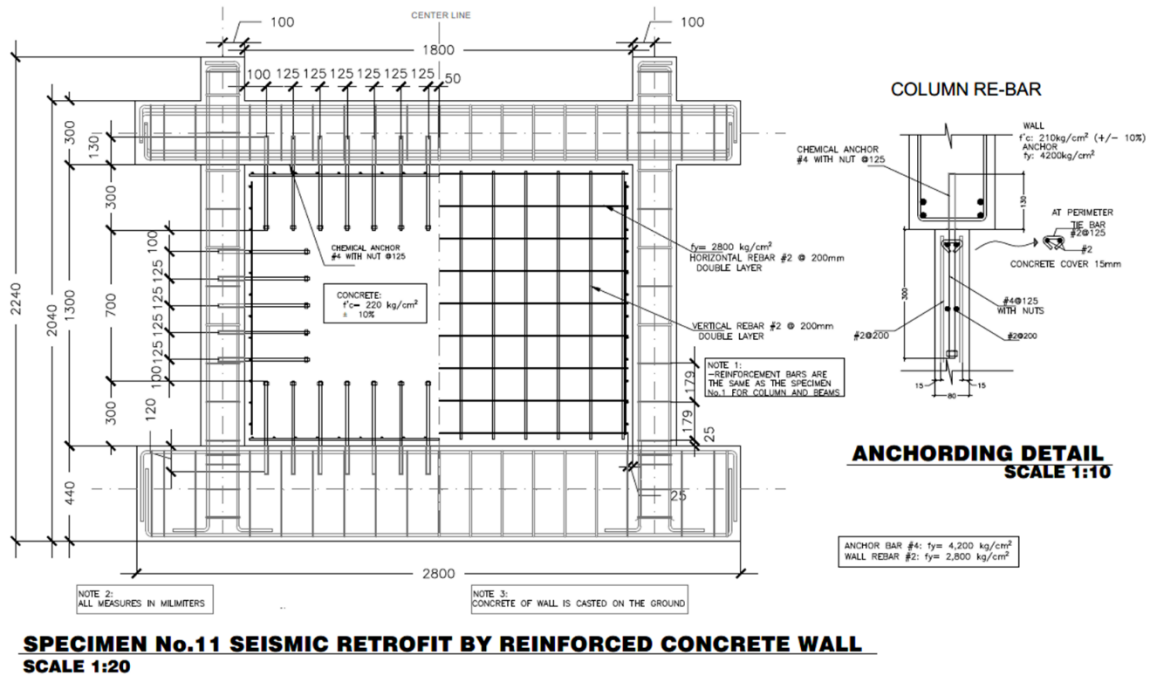 CENTER LINE
100
100
1800
100 125 125 125 125 125 125 50
2240
2040
300
130
300
1300
700
100
125
125
125
125
100
300
120
440
CHEMICAL ANCHOR
#4 WITH NUT @125
CONCRETE:
f'c= 220 kg/cm²
± 10%
fy= 2800 kg/cm²
HORIZONTAL REBAR #2 @ 200mm
DOUBLE LAYER
VERTICAL REBAR #2 @ 200mm
DOUBLE LAYER
NOTE 1:
-REINFORCEMENT BARS ARE
THE SAME AS THE SPECIMEN
No.1 FOR COLUMN AND BEAMS
179
179
25
25
2800
NOTE 2:
ALL MEASURES IN MILIMITERS
NOTE 3:
CONCRETE OF WALL IS CASTED ON THE GROUND
COLUMN RE-BAR
WALL
f'c: 210kg/cm² (+/- 10%)
ANCHOR
fy: 4200kg/cm²
CHEMICAL ANCHOR
#4 WITH NUT @125
130
AT PERIMETER
TIE BAR
#2@125
#2
CONCRETE COVER 15mm
300
#4@125
WITH NUTS
#2@200
#2@200
15
15
80
ANCHORDING DETAIL
SCALE 1:10
ANCHOR BAR #4: fy= 4,200 kg/cm²
WALL REBAR #2: fy= 2,800 kg/cm²
SPECIMEN No.11 SEISMIC RETROFIT BY REINFORCED CONCRETE WALL
SCALE 1:20